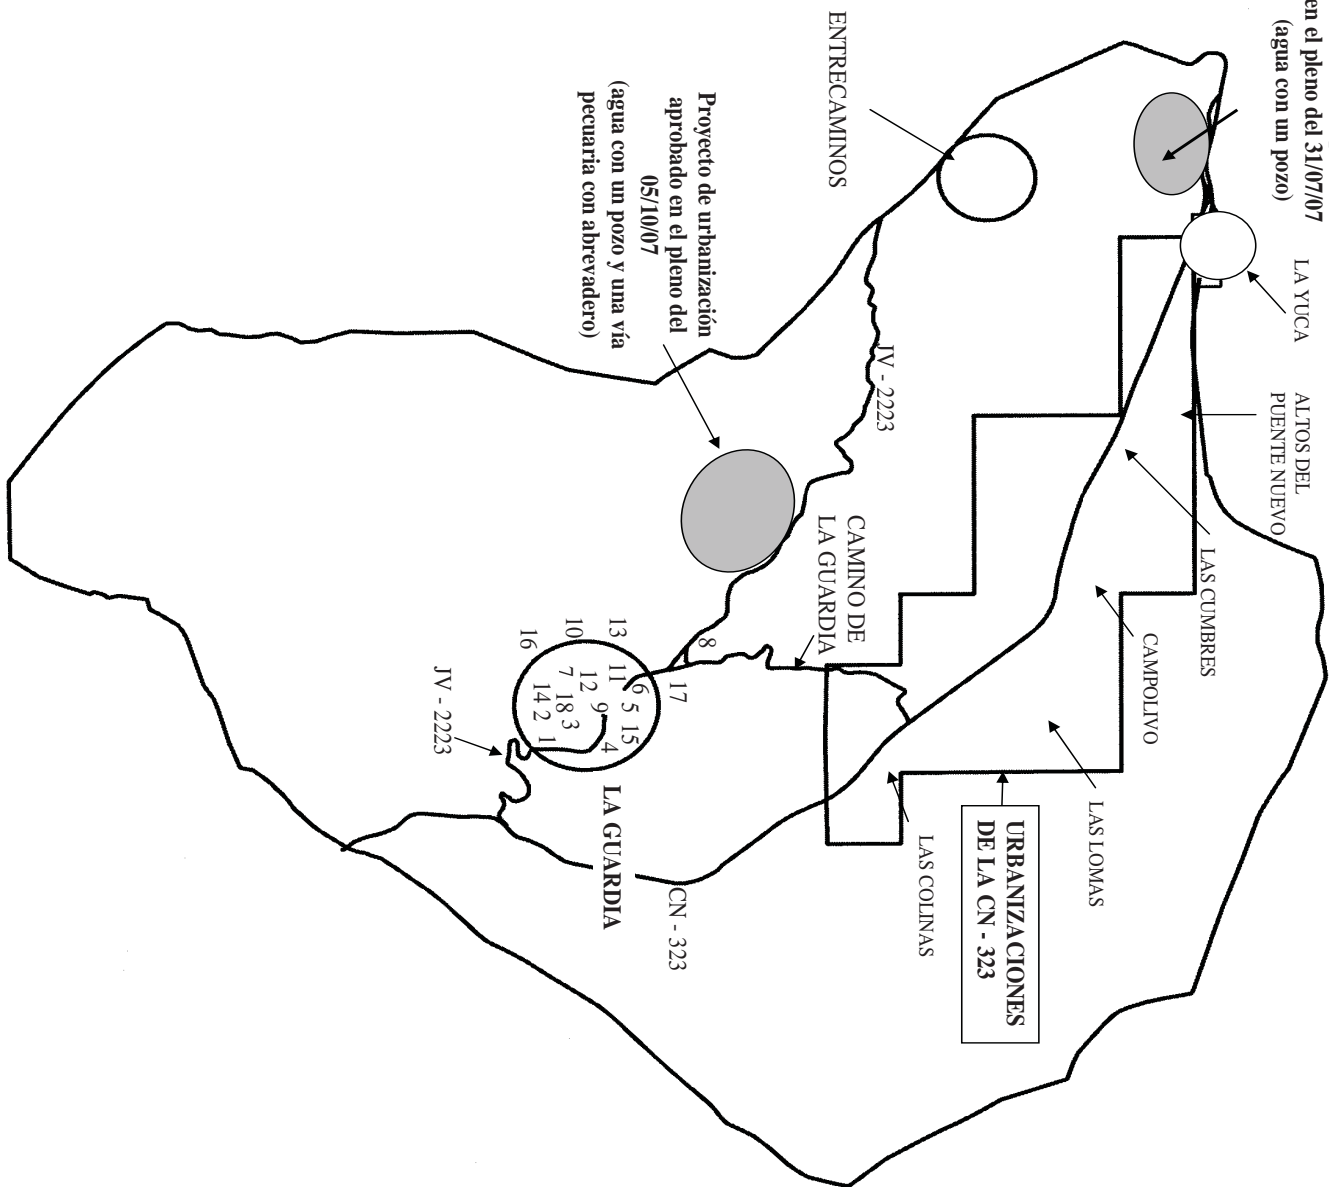 en el pleno del 31/07/07
(agua con un pozo)
LA YUCA
ALTOS DEL
PUENTE NUEVO
LAS CUMBRES
CAMPOLIVO
LAS LOMAS
URBANIZACIONES
DE LA CN - 323
LAS COLINAS
ENTRECAMINOS
JV - 2223
CAMINO DE
LA GUARDIA
Proyecto de urbanización
aprobado en el pleno del
05/10/07
(agua con un pozo y una vía
pecuaria con abrevadero)
CN - 323
LA GUARDIA
8
17
13
11
6
5
15
4
10
12
9
7
18
3
16
14
2
1
JV - 2223